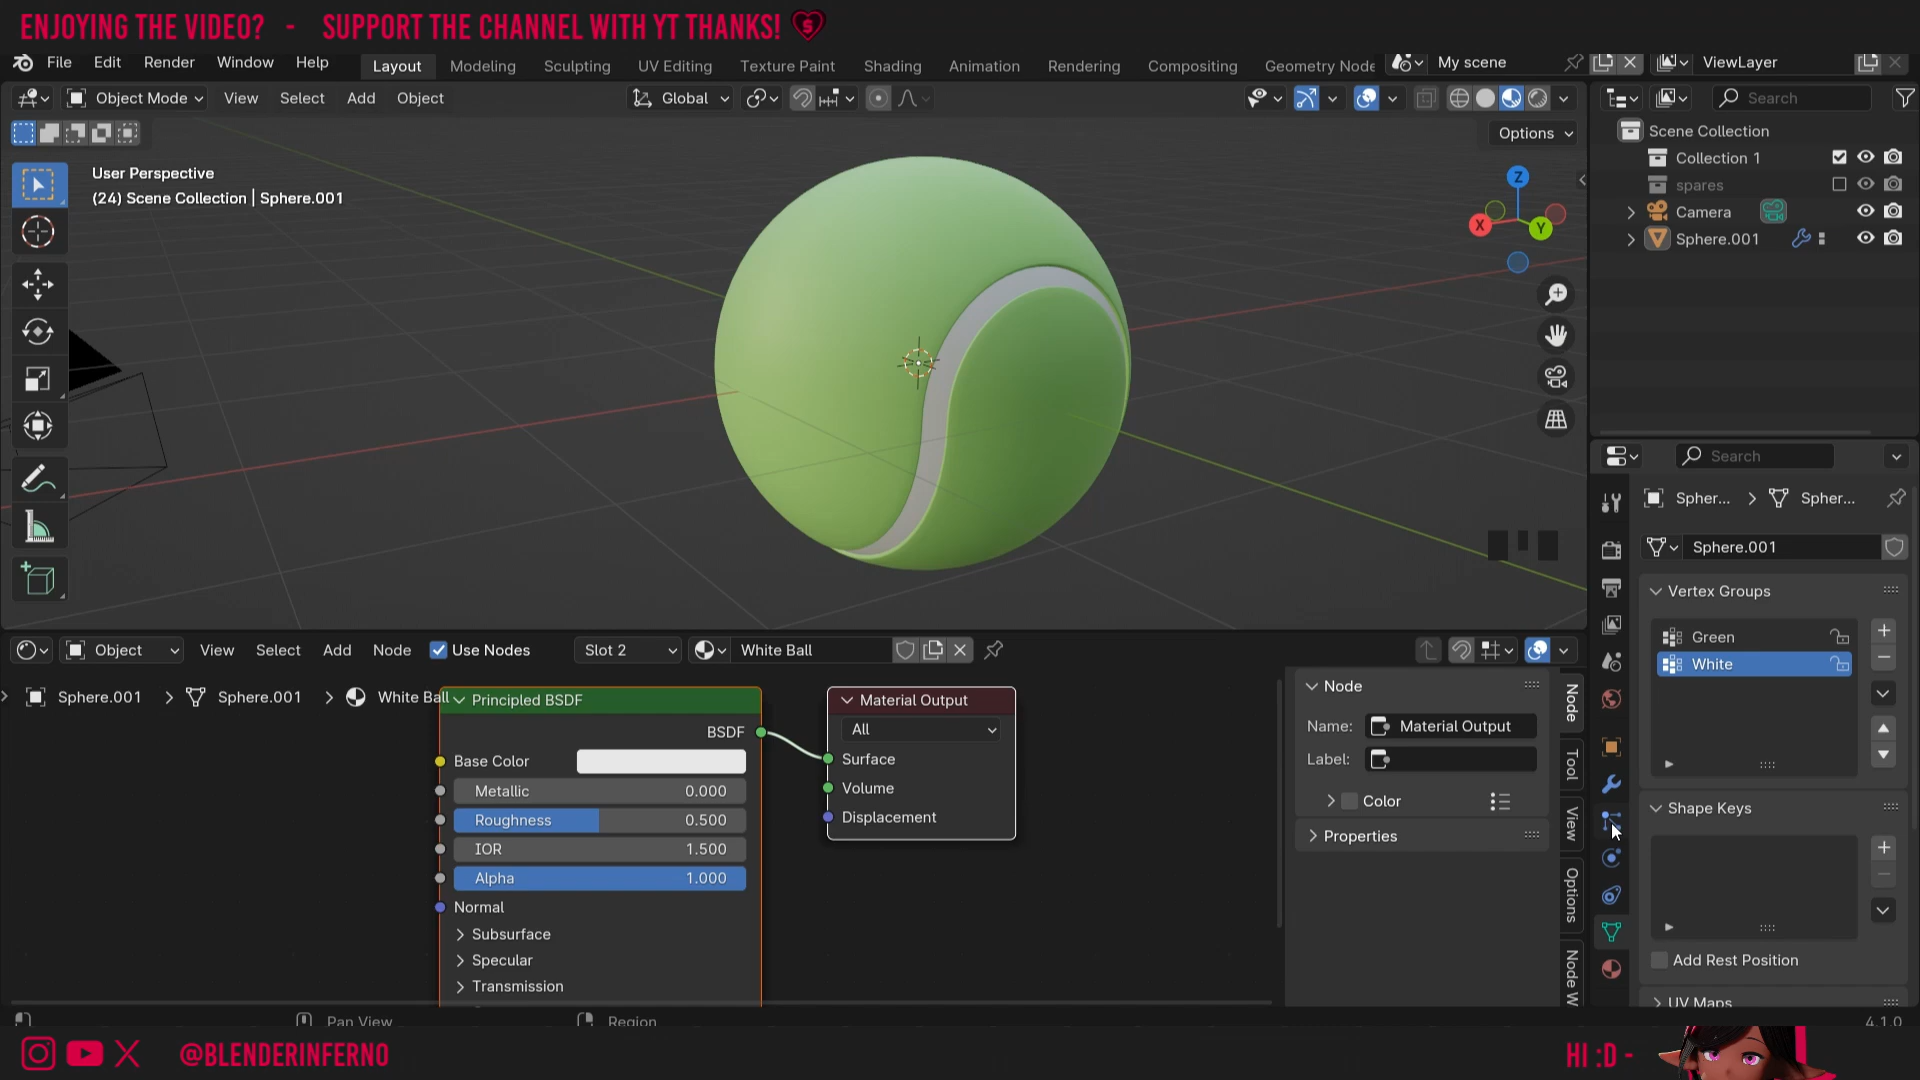 ENJOYING THE VIDEO? - SUPPORT THE CHANNEL WITH YT THANKS! $
File Edit Render Window Help Layout Modeling Sculpting UV Editing Texture Paint Shading Animation Rendering Compositing Geometry Node My scene ViewLayer
Object Mode View Select Add Object Global Search
Options
User Perspective
(24) Scene Collection | Sphere.001
Z
X
Y
Scene Collection
Collection 1
spares
Camera
Sphere.001
Search
Spher... Spher...
Sphere.001
Vertex Groups
Green
White
Shape Keys
Add Rest Position
UV Maps
Object View Select Add Node Use Nodes Slot 2 White Ball
Sphere.001 Sphere.001 White Ball
Principled BSDF
BSDF
Base Color
Metallic 0.000
Roughness 0.500
IOR 1.500
Alpha 1.000
Normal
Subsurface
Specular
Transmission
Material Output
All
Surface
Volume
Displacement
Node
Name: Material Output
Label:
Color
Properties
Node
Tool
View
Options
Node W
Pan View Region 4.1.0
@BLENDERINFERNO
HI :D -